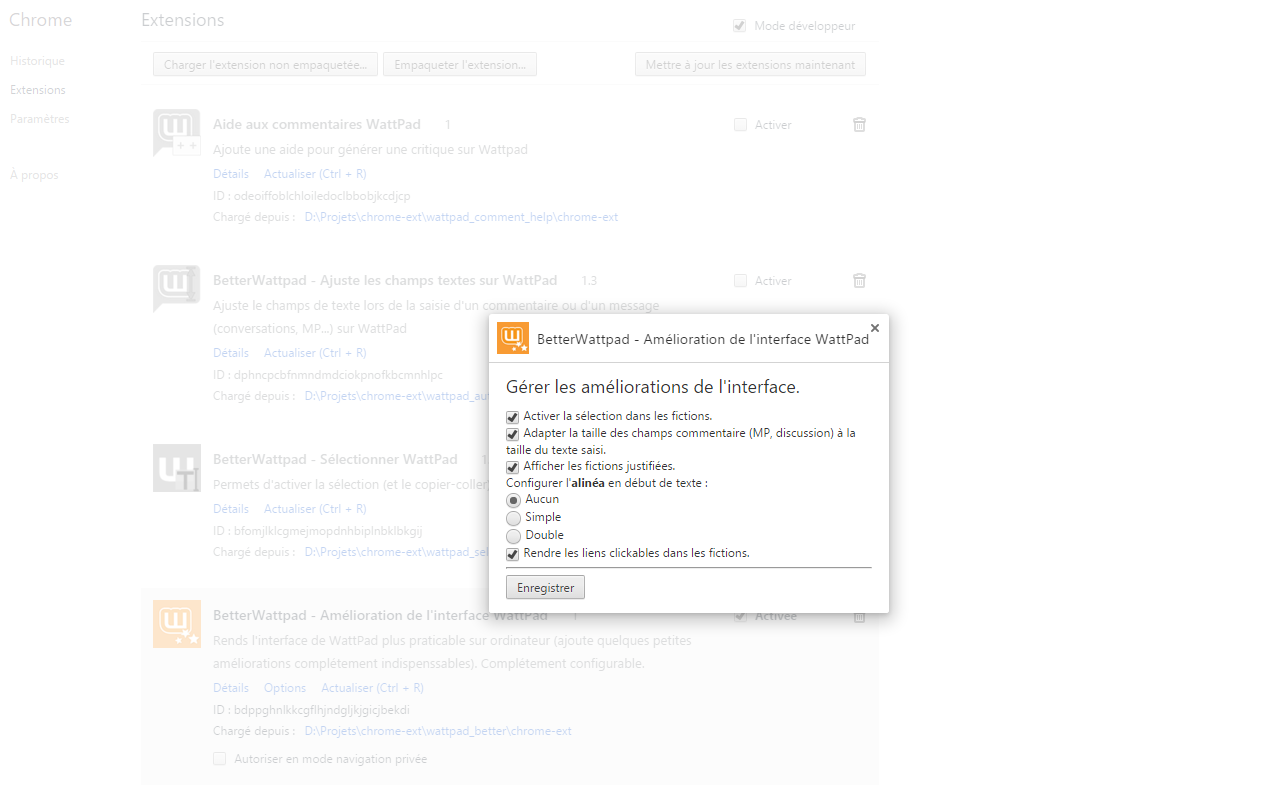 Chrome
Extensions
Mode développeur
Historique
Extensions
Paramètres
À propos
Charger l'extension non empaquetée...
Empaqueter l'extension...
Mettre à jour les extensions maintenant
Aide aux commentaires WattPad 1
Activer
Ajoute une aide pour générer une critique sur Wattpad
Détails Actualiser (Ctrl + R)
ID : odeoiffoblchloiledoclbbobjkcdjcp
Chargé depuis : D:\Projets\chrome-ext\wattpad_comment_help\chrome-ext
BetterWattpad - Ajuste les champs textes sur WattPad 1.3
Activer
Ajuste le champs de texte lors de la saisie d'un commentaire ou d'un message
(conversations, MP...) sur WattPad
Détails Actualiser (Ctrl + R)
ID : dphncpcbfnmndmdciokpnofkbcmnhlpc
Chargé depuis : D:\Projets\chrome-ext\wattpad_au
BetterWattpad - Sélectionner WattPad 1
Permets d'activer la sélection (et le copier-coller)
Détails Actualiser (Ctrl + R)
ID : bfomjlklcgmejmopdnhbiplnbklbkgij
Chargé depuis : D:\Projets\chrome-ext\wattpad_sel
BetterWattpad - Amélioration de l'interface WattPad 1
Activée
Rends l'interface de WattPad plus praticable sur ordinateur (ajoute quelques petites
améliorations complétement indispenssables). Complétement configurable.
Détails Options Actualiser (Ctrl + R)
ID : bdppghnlkkcgflhjndgljkjgicjbekdi
Chargé depuis : D:\Projets\chrome-ext\wattpad_better\chrome-ext
Autoriser en mode navigation privée
BetterWattpad - Amélioration de l'interface WattPad
Gérer les améliorations de l'interface.
Activer la sélection dans les fictions.
Adapter la taille des champs commentaire (MP, discussion) à la
taille du texte saisi.
Afficher les fictions justifiées.
Configurer l'alinéa en début de texte :
Aucun
Simple
Double
Rendre les liens clickables dans les fictions.
Enregistrer